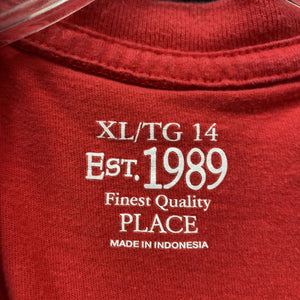 XL/TG 14
EST. 1989
Finest Quality
PLACE
MADE IN INDONESIA